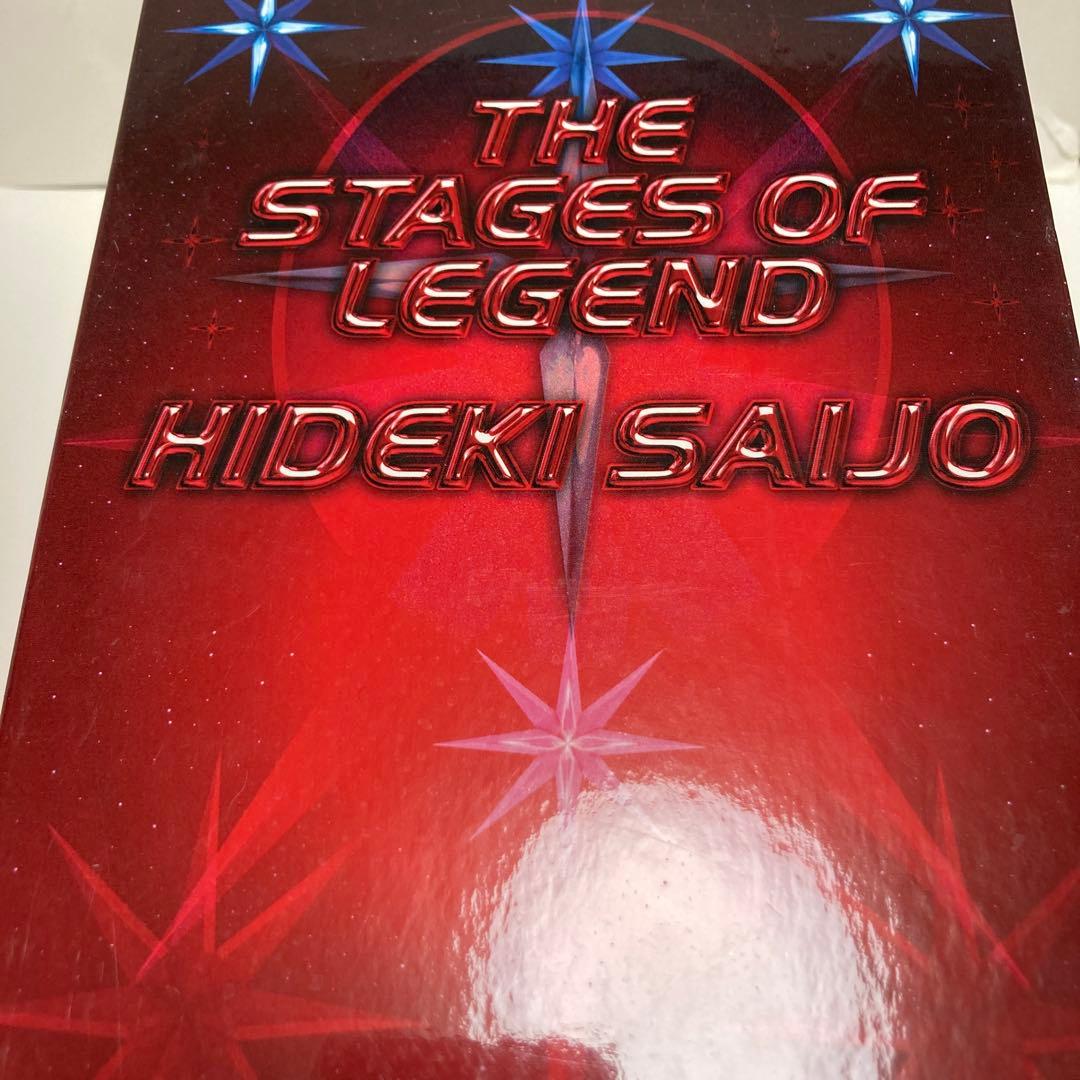 THE
STAGES OF
LEGEND
HIDEKI SAIJO